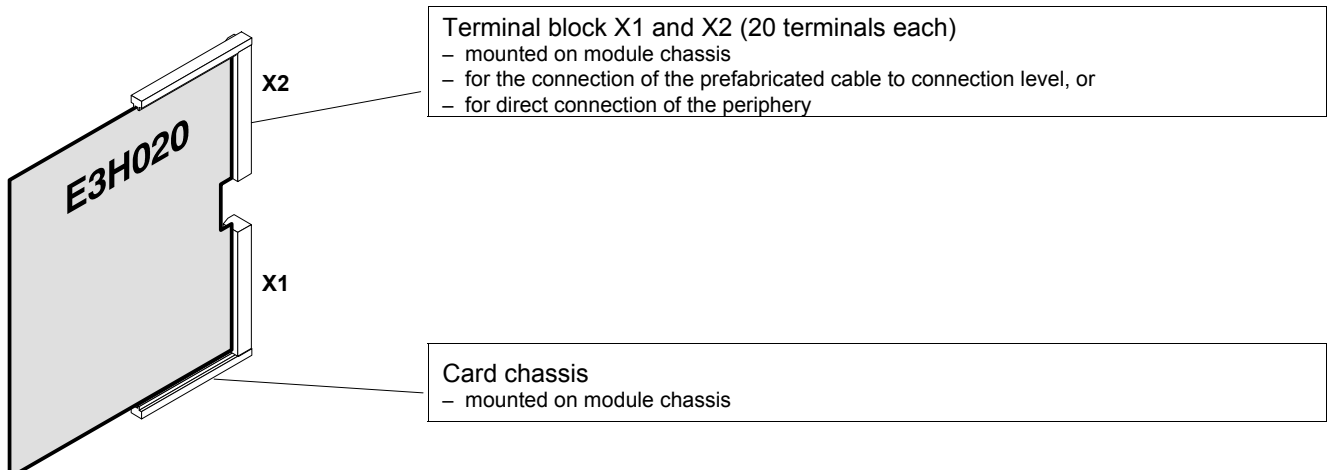 Terminal block X1 and X2 (20 terminals each)
– mounted on module chassis
– for the connection of the prefabricated cable to connection level, or
– for direct connection of the periphery
X2
E3H020
X1
Card chassis
– mounted on module chassis